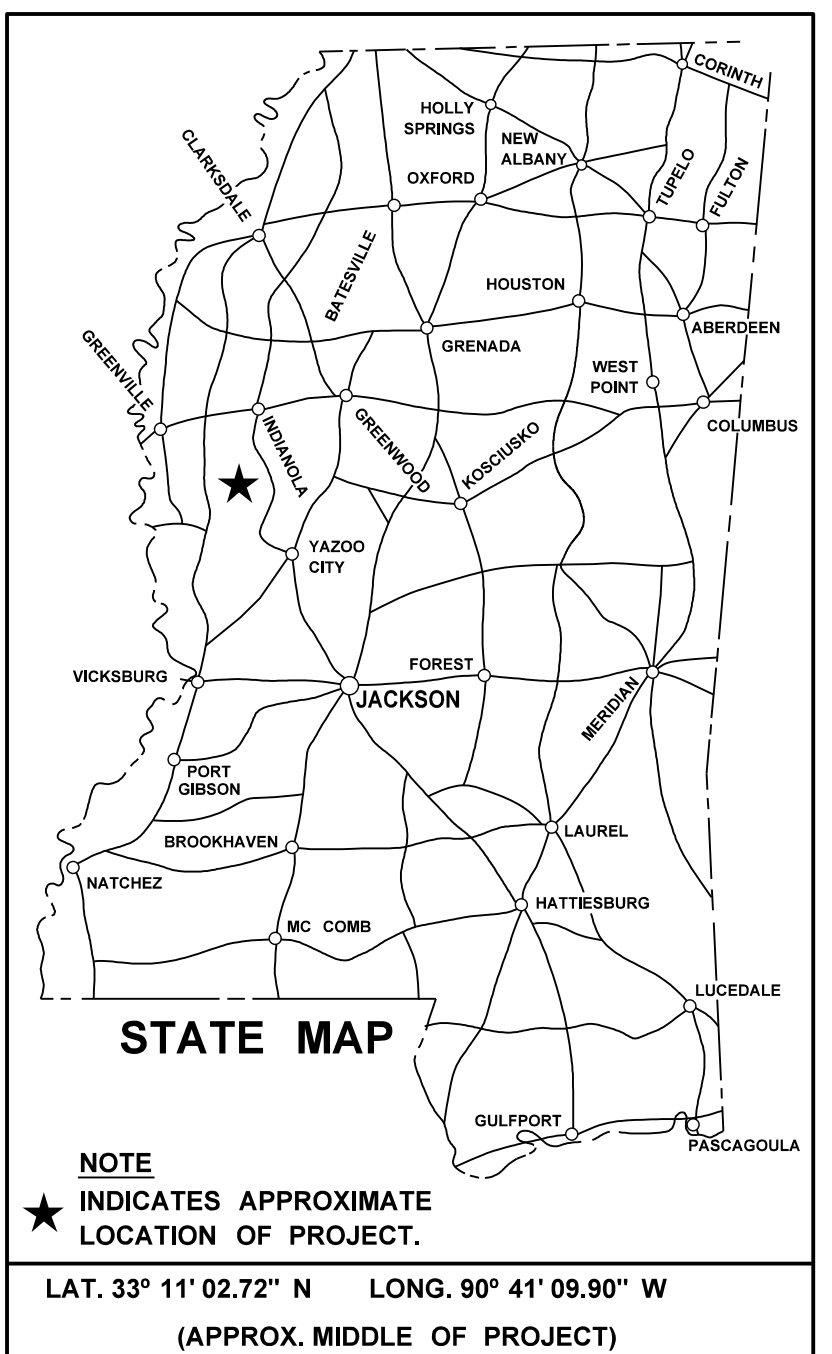 CORINTH
HOLLY
SPRINGS
NEW
ALBANY
CLARKSDALE
OXFORD
TUPELO
FULTON
BATESVILLE
HOUSTON
ABERDEEN
GREENVILLE
GRENADA
WEST
POINT
COLUMBUS
INDIANOLA
GREENWOOD
KOSCIUSKO
YAZOO
CITY
VICKSBURG
FOREST
JACKSON
MERIDIAN
PORT
GIBSON
BROOKHAVEN
LAUREL
NATCHEZ
HATTIESBURG
MC COMB
LUCEDALE
STATE MAP
GULFPORT
PASCAGOULA
NOTE
INDICATES APPROXIMATE
LOCATION OF PROJECT.
LAT. 33º 11' 02.72" N LONG. 90º 41' 09.90" W
(APPROX. MIDDLE OF PROJECT)